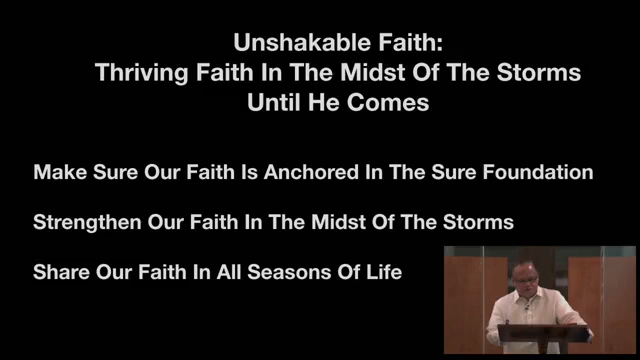 Unshakable Faith:
Thriving Faith In The Midst Of The Storms
Until He Comes
Make Sure Our Faith Is Anchored In The Sure Foundation
Strengthen Our Faith In The Midst Of The Storms
Share Our Faith In All Seasons Of Life